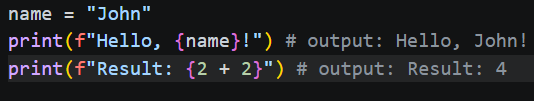 name = "John"
print(f"Hello, {name}!") # output: Hello, John!
print(f"Result: {2 + 2}") # output: Result: 4